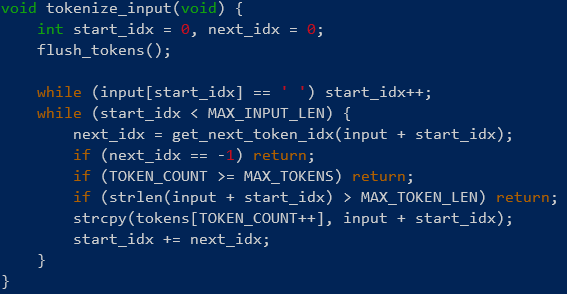 void tokenize_input(void) {
    int start_idx = 0, next_idx = 0;
    flush_tokens();

    while (input[start_idx] == ' ') start_idx++;
    while (start_idx < MAX_INPUT_LEN) {
        next_idx = get_next_token_idx(input + start_idx);
        if (next_idx == -1) return;
        if (TOKEN_COUNT >= MAX_TOKENS) return;
        if (strlen(input + start_idx) > MAX_TOKEN_LEN) return;
        strcpy(tokens[TOKEN_COUNT++], input + start_idx);
        start_idx += next_idx;
    }
}